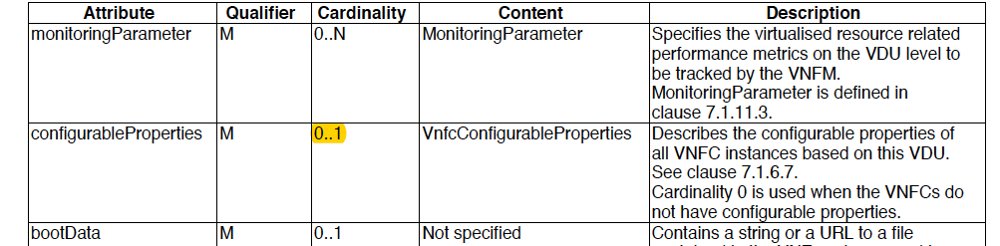 Attribute Qualifier Cardinality Content Description
monitoringParameter M 0..N MonitoringParameter Specifies the virtualised resource related
performance metrics on the VDU level to
be tracked by the VNFM.
MonitoringParameter is defined in
clause 7.1.11.3.
configurableProperties M 0..1 VnfcConfigurableProperties Describes the configurable properties of
all VNFC instances based on this VDU.
See clause 7.1.6.7.
Cardinality 0 is used when the VNFCs do
not have configurable properties.
bootData M 0..1 Not specified Contains a string or a URL to a file